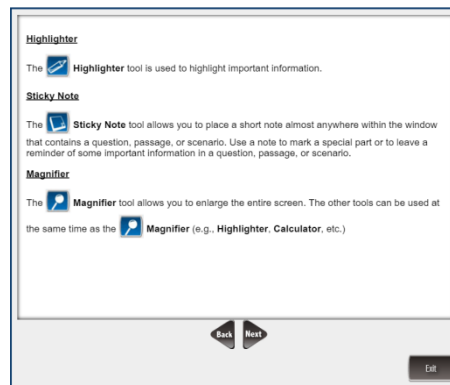 Highlighter
The Highlighter tool is used to highlight important information.
Sticky Note
The Sticky Note tool allows you to place a short note almost anywhere within the window
that contains a question, passage, or scenario. Use a note to mark a special part or to leave a
reminder of some important information in a question, passage, or scenario.
Magnifier
The Magnifier tool allows you to enlarge the entire screen. The other tools can be used at
the same time as the Magnifier (e.g., Highlighter, Calculator, etc.)
Back Next
Exit